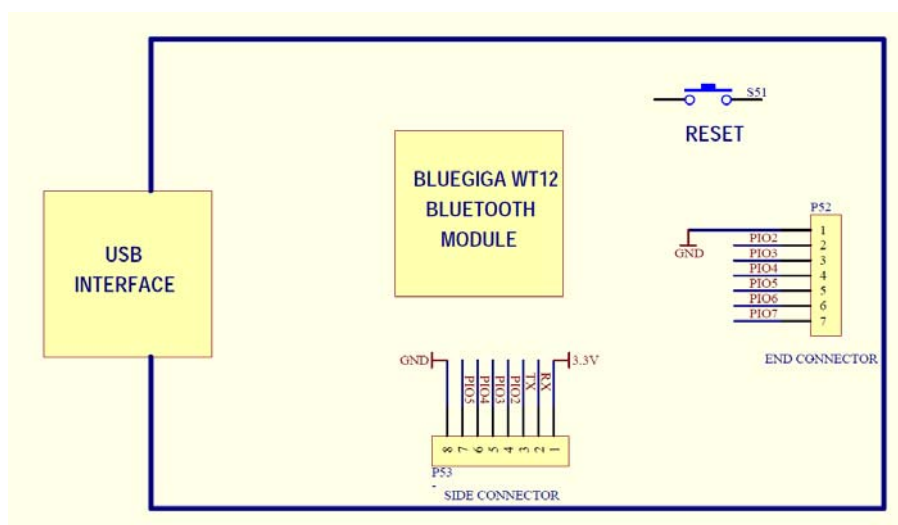 S51
RESET
BLUEGIGA WT12
BLUETOOTH
MODULE
USB
INTERFACE
P52
1
GND
PIO2 2
PIO3 3
PIO4 4
PIO5 5
PIO6 6
PIO7 7
END CONNECTOR
GND
PIO5
PIO4
PIO3
PIO2
TX
RX
3.3V
8 7 6 5 4 3 2 1
P53
-
SIDE CONNECTOR